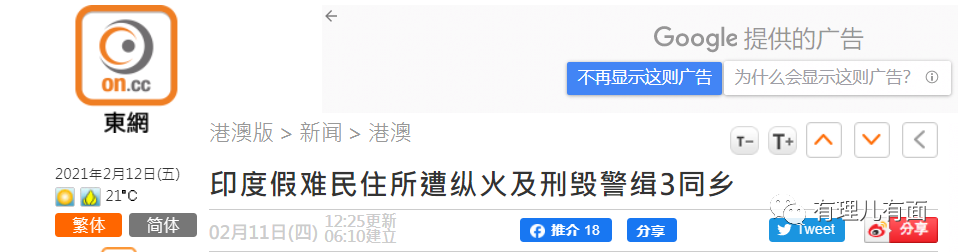 on.cc
東網
2021年2月12日(五)
21°C
繁体
简体
Google 提供的广告
不再显示这则广告
为什么会显示这则广告?
港澳版 > 新闻 > 港澳
T−
T+
印度假难民住所遭纵火及刑毁警缉3同乡
02月11日(四)
12:25更新
06:10建立
推介 18
分享
Tweet
分享
有理儿有面